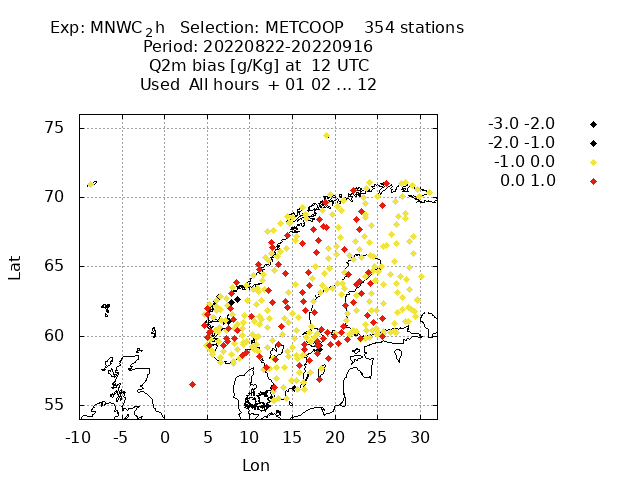 Exp: MNWC_2h   Selection: METCOOP    354 stations
Period: 20220822-20220916
Q2m bias [g/Kg] at  12 UTC
Used  All hours  + 01 02 ... 12
-3.0 -2.0
-2.0 -1.0
-1.0 0.0
0.0 1.0
75
70
65
60
55
Lat
-10 -5 0 5 10 15 20 25 30
Lon